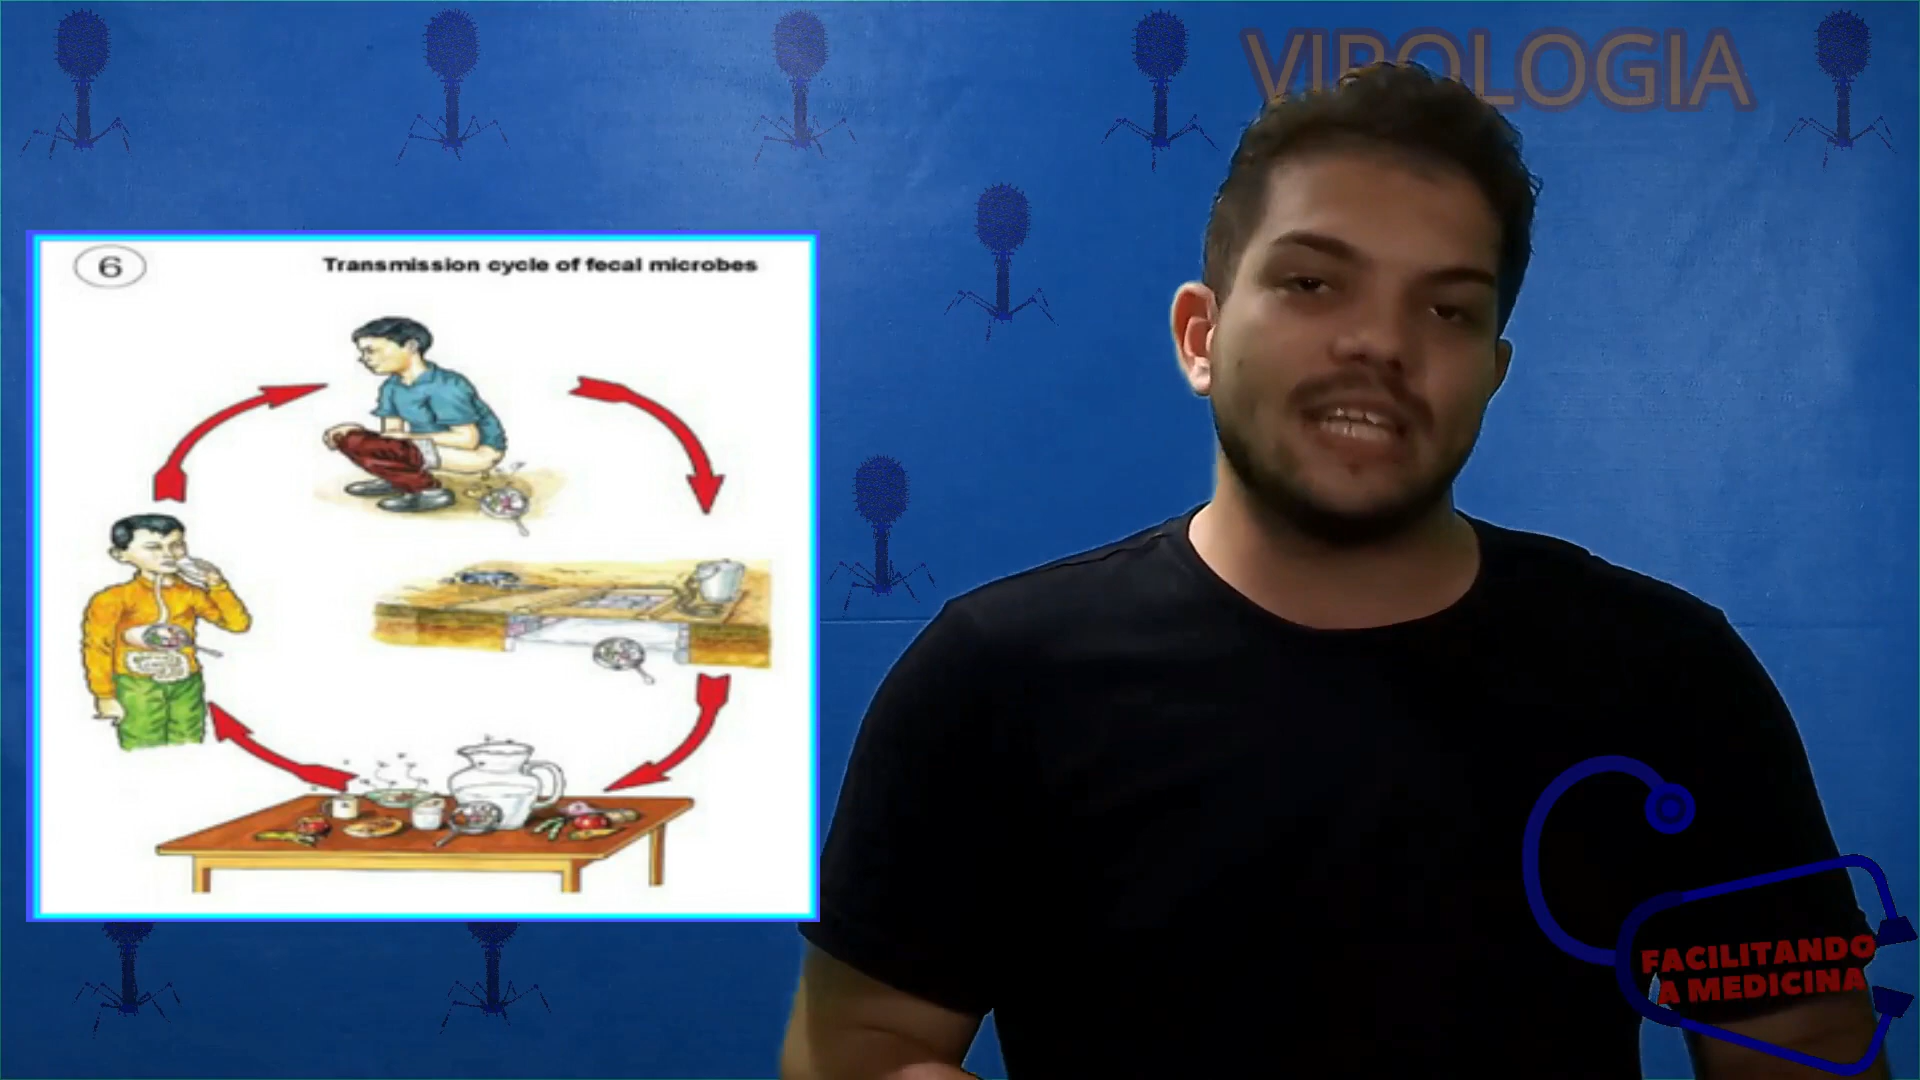 VIROLOGIA
6
Transmission cycle of fecal microbes
FACILITANDO
A MEDICINA